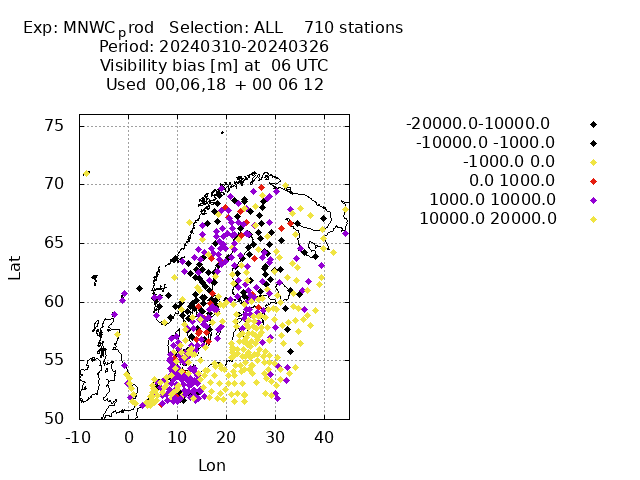 Exp: MNWCprod   Selection: ALL    710 stations
Period: 20240310-20240326
Visibility bias [m] at  06 UTC
Used  00,06,18  + 00 06 12
-20000.0-10000.0
-10000.0 -1000.0
-1000.0 0.0
0.0 1000.0
1000.0 10000.0
10000.0 20000.0
75
70
65
60
55
50
Lat
-10 0 10 20 30 40
Lon